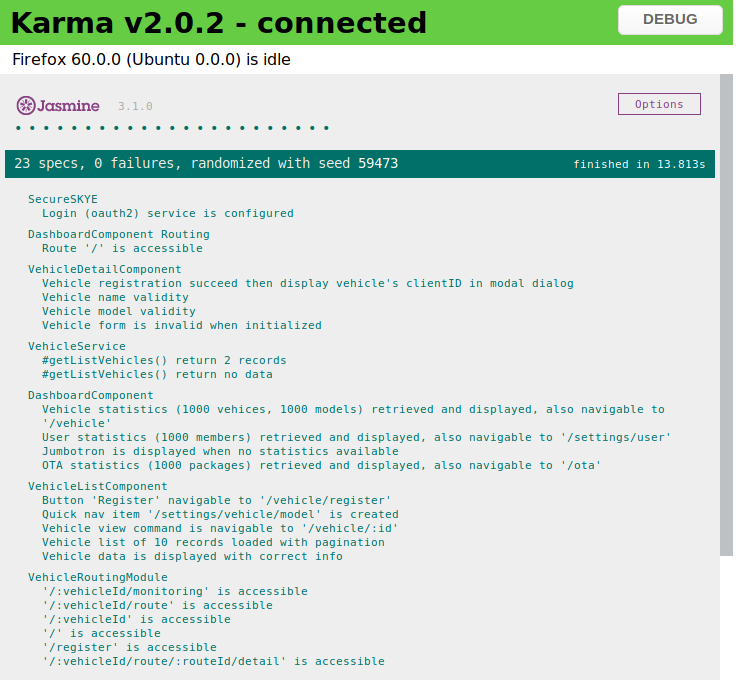 Karma v2.0.2 - connected
DEBUG
Firefox 60.0.0 (Ubuntu 0.0.0) is idle
Jasmine 3.1.0
Options
23 specs, 0 failures, randomized with seed 59473
finished in 13.813s
SecureSKYE
Login (oauth2) service is configured
DashboardComponent Routing
Route '/' is accessible
VehicleDetailComponent
Vehicle registration succeed then display vehicle's clientID in modal dialog
Vehicle name validity
Vehicle model validity
Vehicle form is invalid when initialized
VehicleService
#getListVehicles() return 2 records
#getListVehicles() return no data
DashboardComponent
Vehicle statistics (1000 vehices, 1000 models) retrieved and displayed, also navigable to
'/vehicle'
User statistics (1000 members) retrieved and displayed, also navigable to '/settings/user'
Jumbotron is displayed when no statistics available
OTA statistics (1000 packages) retrieved and displayed, also navigable to '/ota'
VehicleListComponent
Button 'Register' navigable to '/vehicle/register'
Quick nav item '/settings/vehicle/model' is created
Vehicle view command is navigable to '/vehicle/:id'
Vehicle list of 10 records loaded with pagination
Vehicle data is displayed with correct info
VehicleRoutingModule
'/:vehicleId/monitoring' is accessible
'/:vehicleId/route' is accessible
'/:vehicleId' is accessible
'/' is accessible
'/register' is accessible
'/:vehicleId/route/:routeId/detail' is accessible